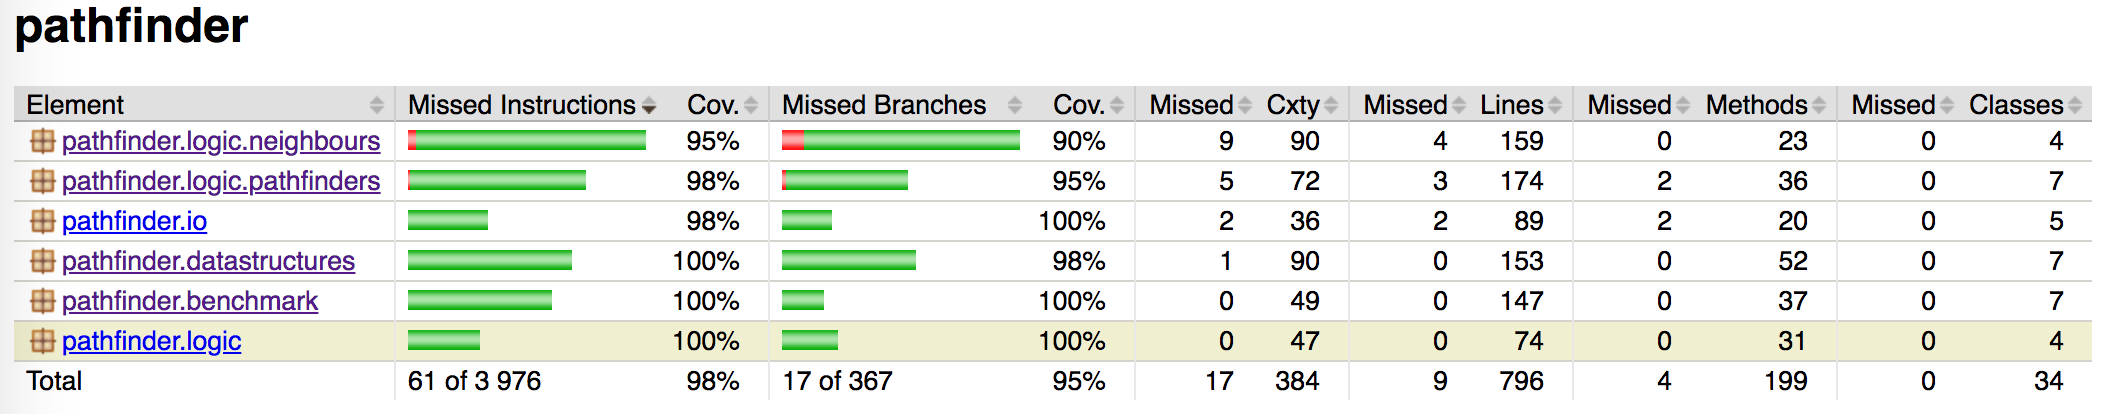 pathfinder
Element Missed Instructions Cov. Missed Branches Cov. Missed Cxty Missed Lines Missed Methods Missed Classes
pathfinder.logic.neighbours 95% 90% 9 90 4 159 0 23 0 4
pathfinder.logic.pathfinders 98% 95% 5 72 3 174 2 36 0 7
pathfinder.io 98% 100% 2 36 2 89 2 20 0 5
pathfinder.datastructures 100% 98% 1 90 0 153 0 52 0 7
pathfinder.benchmark 100% 100% 0 49 0 147 0 37 0 7
pathfinder.logic 100% 100% 0 47 0 74 0 31 0 4
Total 61 of 3 976 98% 17 of 367 95% 17 384 9 796 4 199 0 34